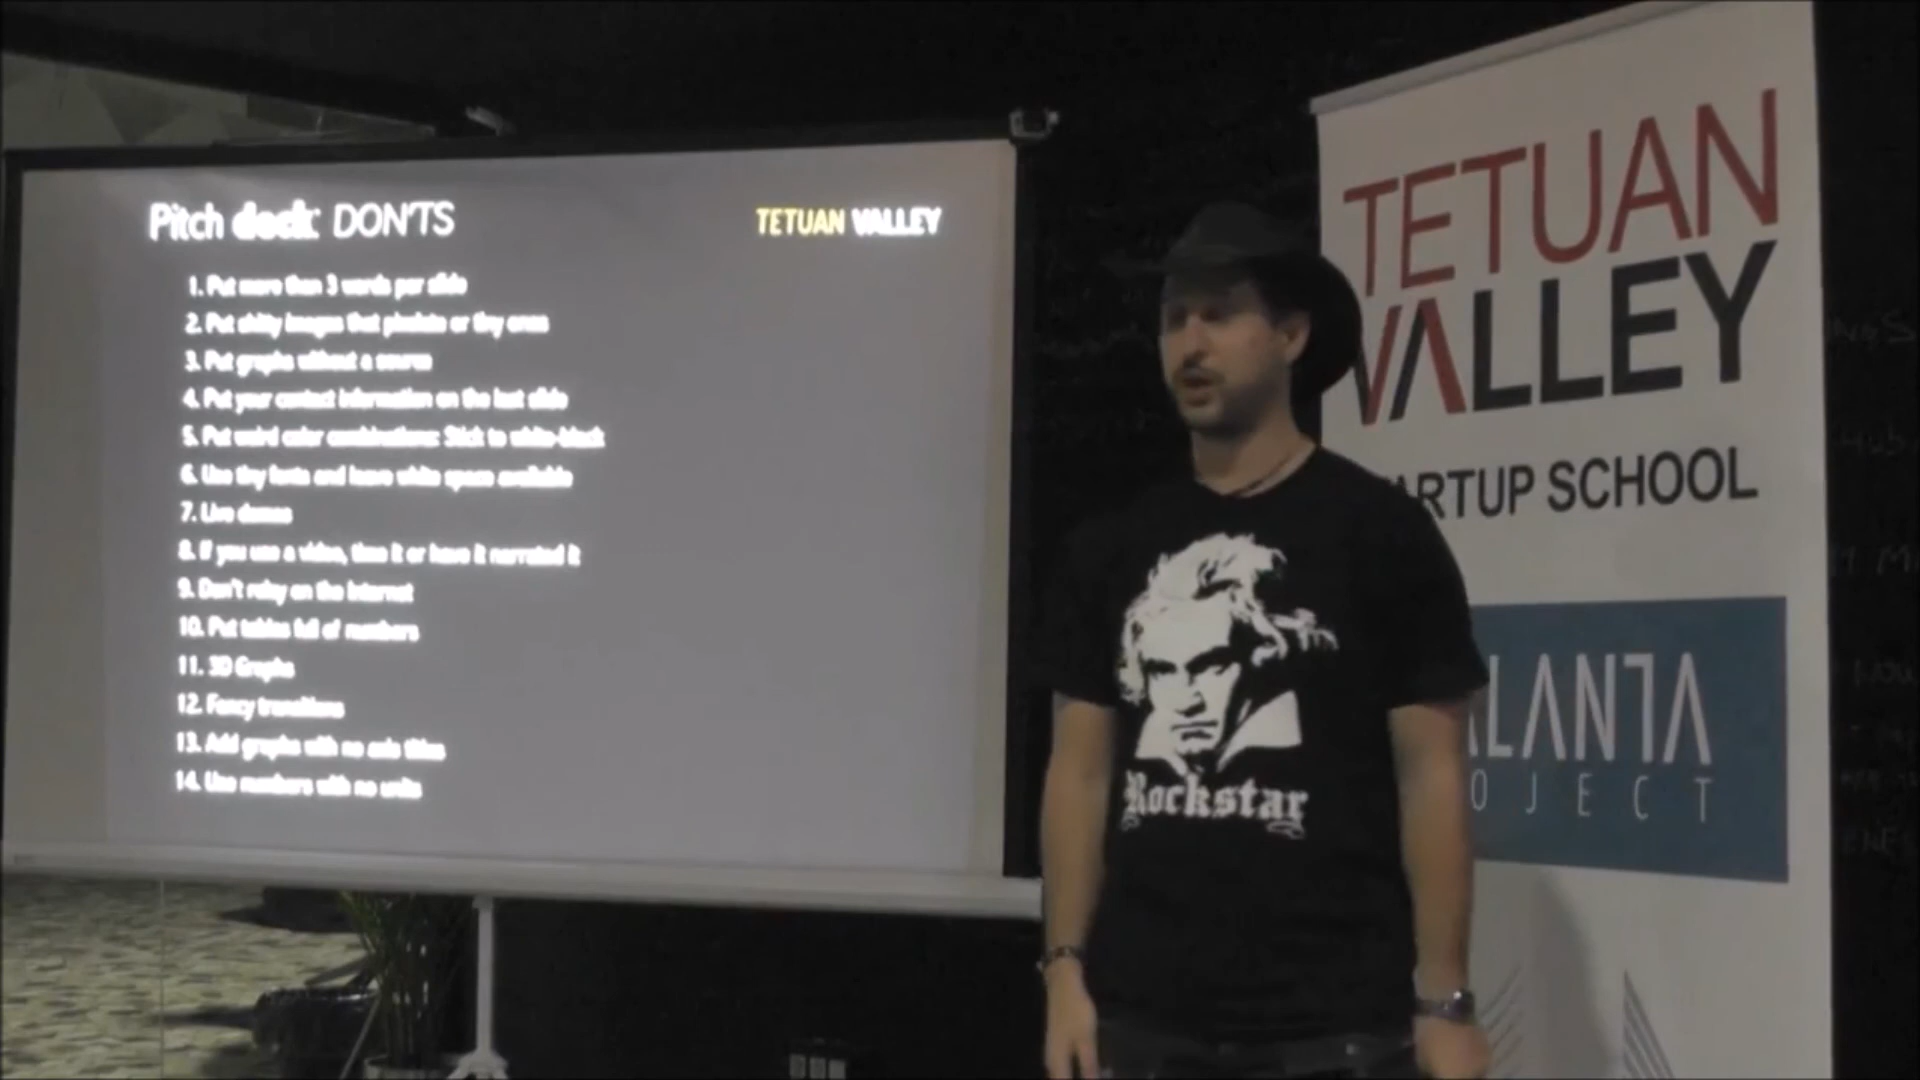 Pitch deck: DON'TS
TETUAN VALLEY
1. Put more than 3 words per slide
2. Put shitty images that pixelate or tiny ones
3. Put graphs without a source
4. Put your contact information on the last slide
5. Put weird color combinations: Stick to white-black
6. Use tiny fonts and leave white space available
7. Live demos
8. If you use a video, time it or have it narrated it
9. Don't relay on the internet
10. Put tables full of numbers
11. 3D Graphs
12. Fancy transitions
13. Add graphs with no axis titles
14. Use numbers with no units
TETUAN
VALLEY
ARTUP SCHOOL
ALANTA
OJECT
Rockstar